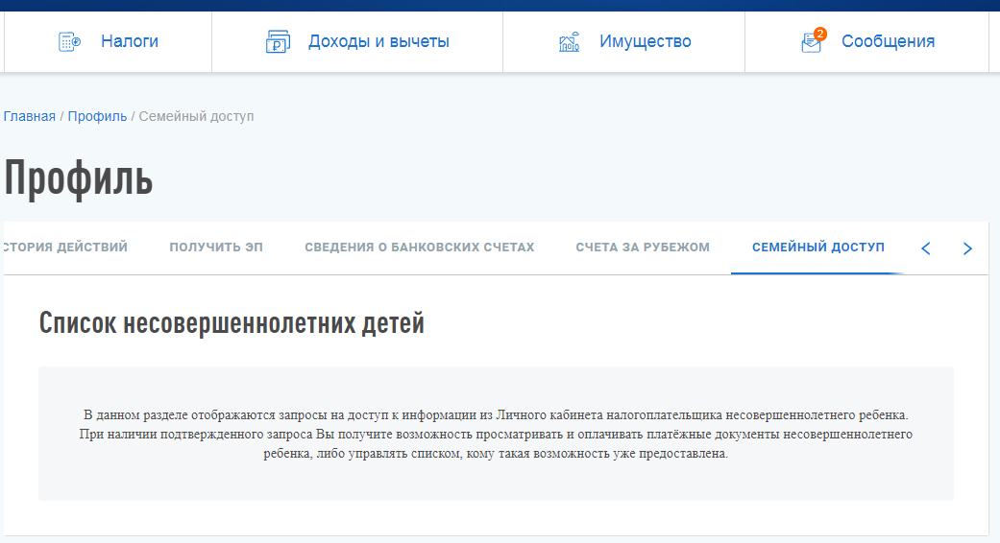 Налоги
Доходы и вычеты
Имущество
2
Сообщения
Главная / Профиль / Семейный доступ
Профиль
СТОРИЯ ДЕЙСТВИЙ
ПОЛУЧИТЬ ЭП
СВЕДЕНИЯ О БАНКОВСКИХ СЧЕТАХ
СЧЕТА ЗА РУБЕЖОМ
СЕМЕЙНЫЙ ДОСТУП
Список несовершеннолетних детей
В данном разделе отображаются запросы на доступ к информации из Личного кабинета налогоплательщика несовершеннолетнего ребенка.
При наличии подтвержденного запроса Вы получите возможность просматривать и оплачивать платёжные документы несовершеннолетнего
ребенка, либо управлять списком, кому такая возможность уже предоставлена.